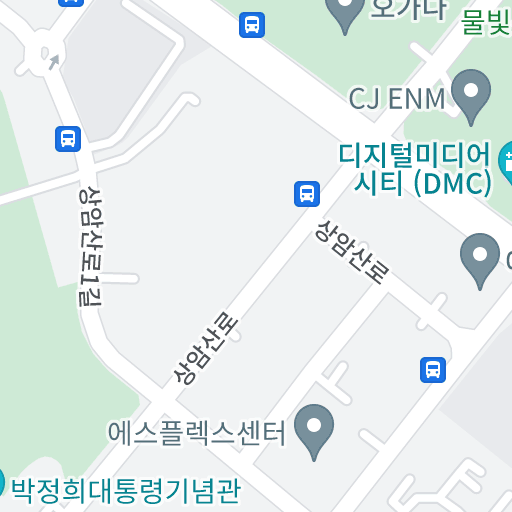 오가나
물빛
CJ ENM
디지털미디어
시티 (DMC)
상암산로
상암산로1길
상암산로
에스플렉스센터
박정희대통령기념관